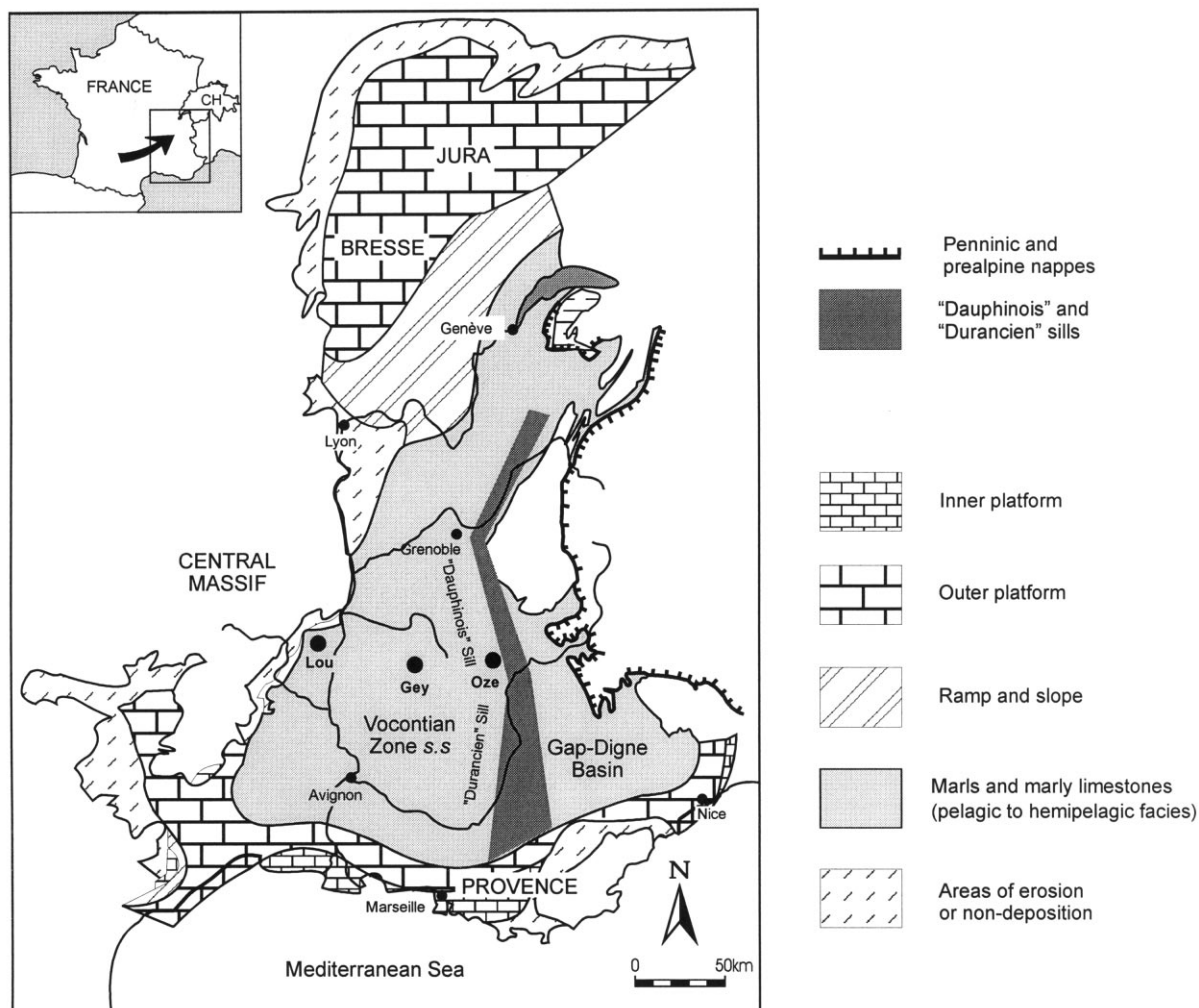 FRANCE
CH
JURA
BRESSE
Genève
Lyon
Grenoble
CENTRAL
MASSIF
"Dauphinois" Sill
Lou
Gey
Oze
Vocontian
Zone s.s
"Durancien" Sill
Gap-Digne
Basin
Avignon
Nice
PROVENCE
Marseille
N
Mediterranean Sea
0 50km
Penninic and
prealpine nappes
"Dauphinois" and
"Durancien" sills
Inner platform
Outer platform
Ramp and slope
Marls and marly limestones
(pelagic to hemipelagic facies)
Areas of erosion
or non-deposition